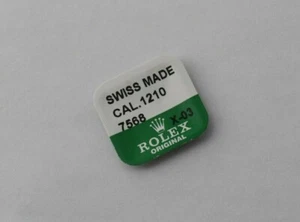 SWISS MADE
CAL.1210
7568 X-03
ROLEX
ORIGINAL